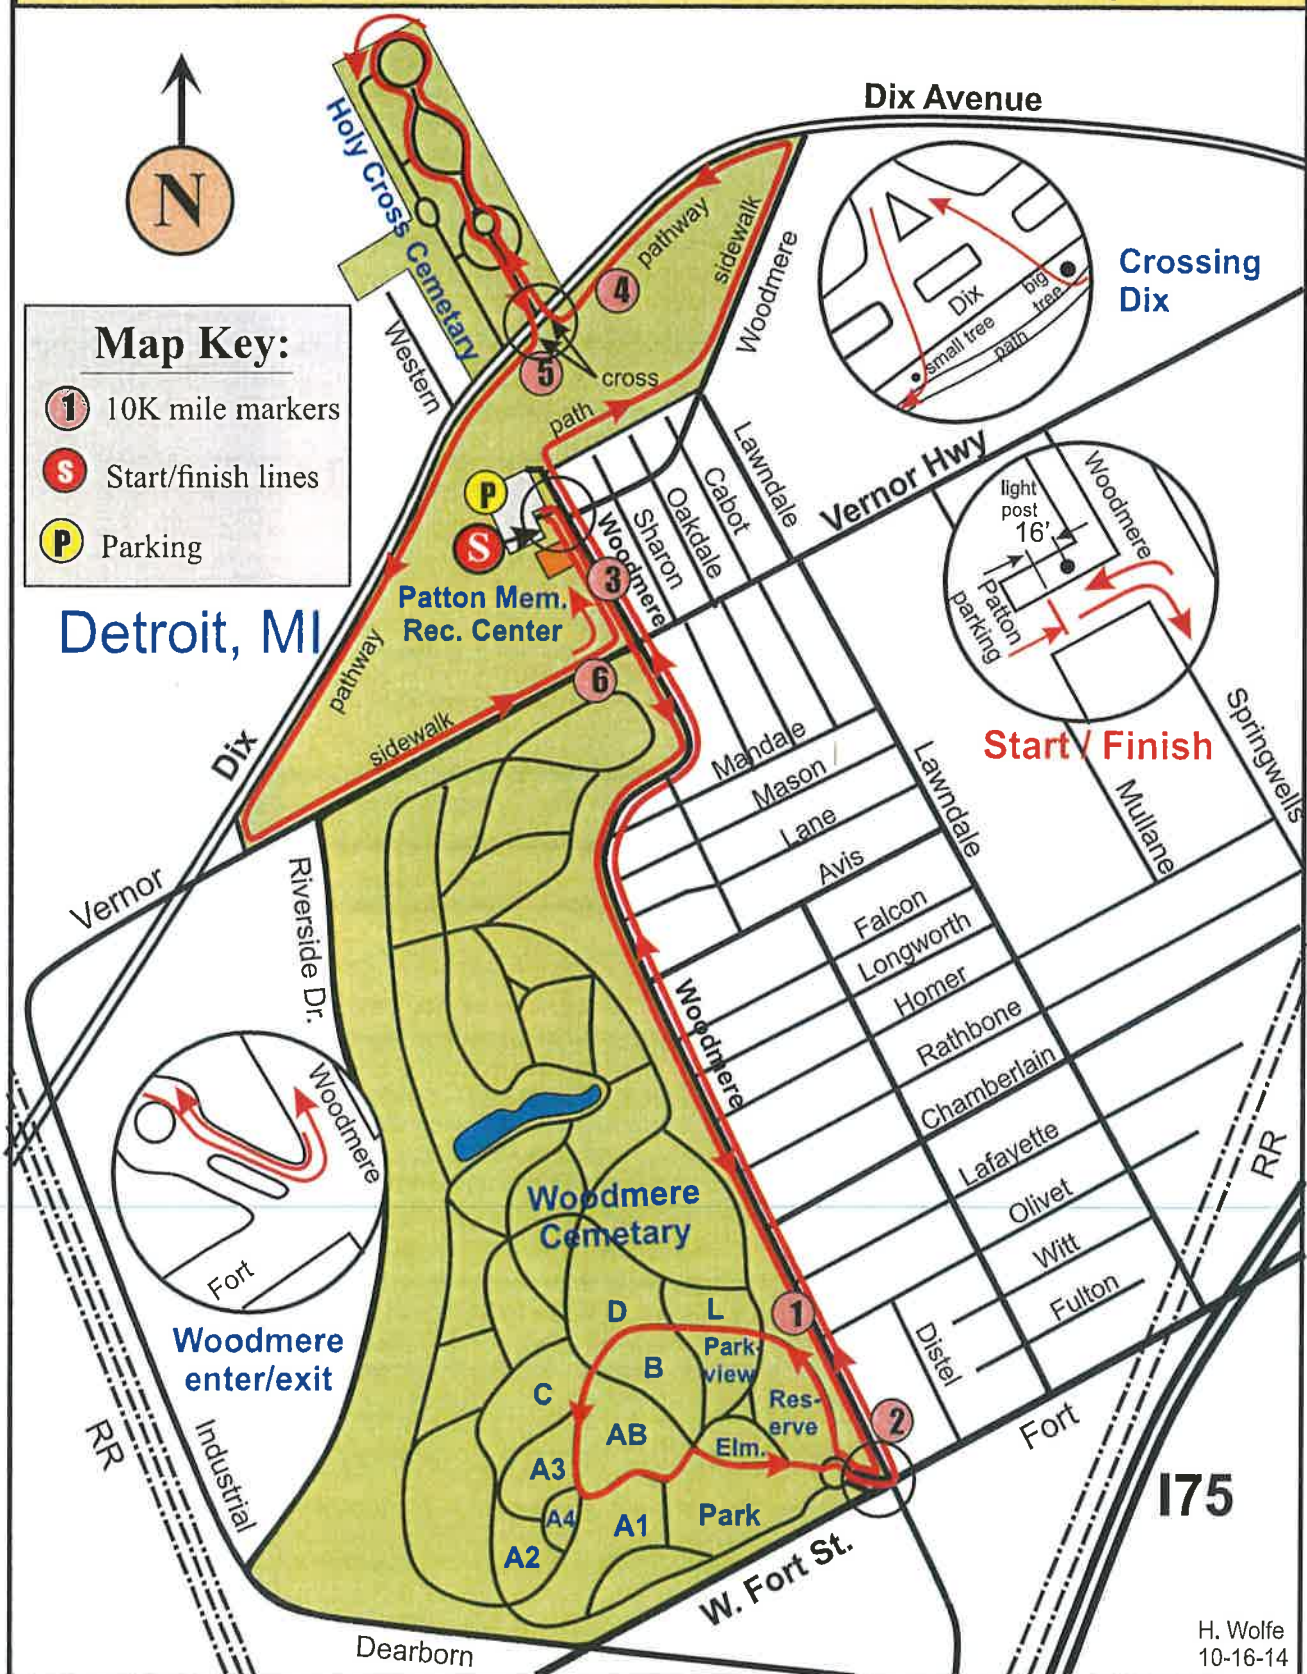 Dix Avenue
N
Holy Cross Cemetary
pathway
sidewalk
Woodmere
4
Crossing
Dix
Dix
big
tree
small tree
path
Map Key:
1 10K mile markers
S Start/finish lines
P Parking
Western
5
cross
path
Lawndale
Vernor Hwy
Cabot
Oakdale
Sharon
Woodmere
P
S
3
light
post
16'
Woodmere
Patton
parking
Start / Finish
Detroit, MI
Patton Mem.
Rec. Center
6
pathway
sidewalk
Dix
Springwells
Mullane
Lawndale
Mandale
Mason
Lane
Avis
Vernor
Riverside Dr.
Falcon
Longworth
Homer
Rathbone
Chamberlain
Lafayette
Olivet
Witt
Fulton
Distel
Woodmere
RR
Woodmere
Fort
Woodmere
enter/exit
Woodmere
Cemetary
D
L
1
Park-
view
B
C
Res-
erve
2
AB
Elm.
A3
A4
A1
Park
A2
Fort
I75
RR
Industrial
W. Fort St.
Dearborn
H. Wolfe
10-16-14